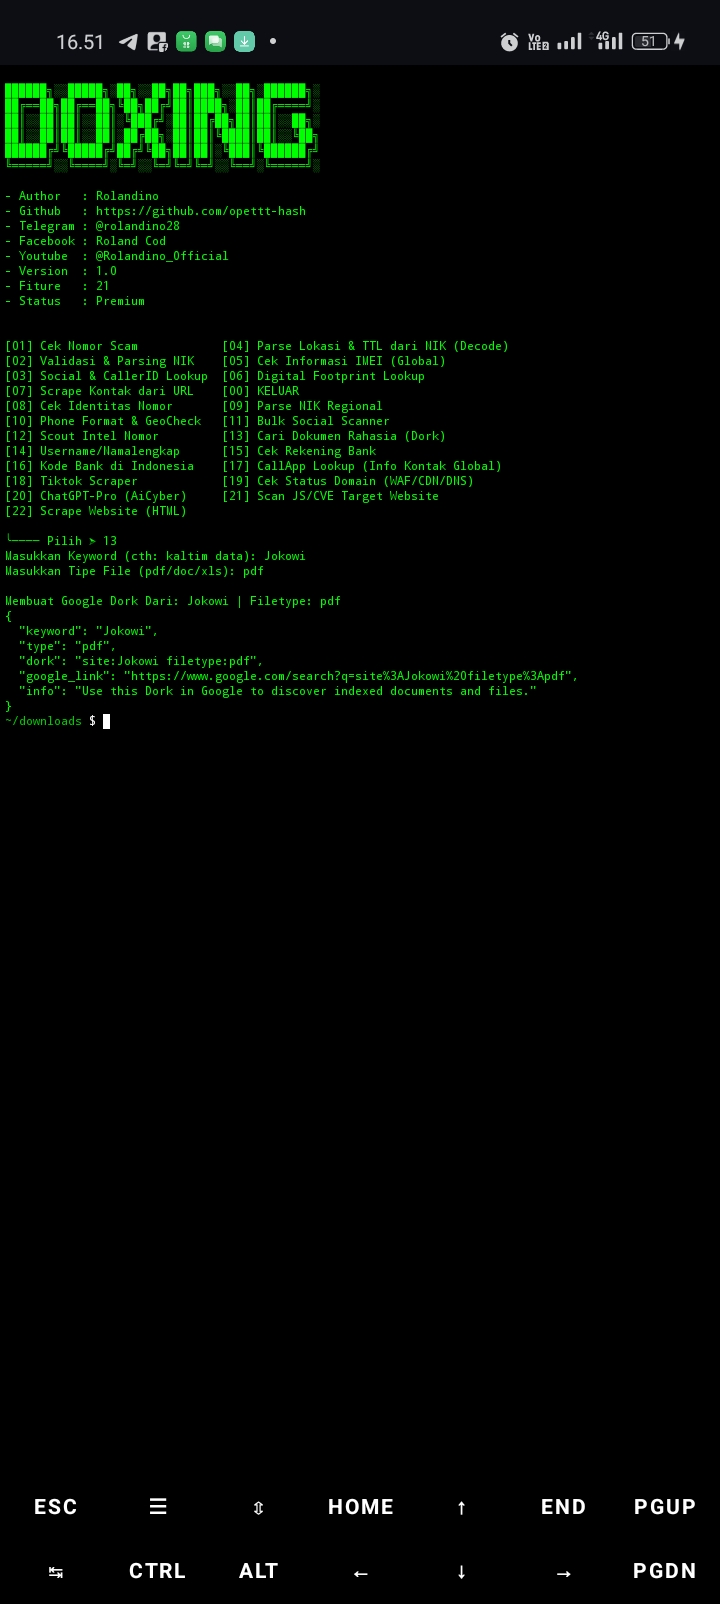 16.51 Vo LTE2 4G 51
DOXING
- Author : Rolandino
- Github : https://github.com/opettt-hash
- Telegram : @rolandino28
- Facebook : Roland Cod
- Youtube : @Rolandino_Official
- Version : 1.0
- Fiture : 21
- Status : Premium
[01] Cek Nomor Scam [04] Parse Lokasi & TTL dari NIK (Decode)
[02] Validasi & Parsing NIK [05] Cek Informasi IMEI (Global)
[03] Social & CallerID Lookup [06] Digital Footprint Lookup
[07] Scrape Kontak dari URL [00] KELUAR
[08] Cek Identitas Nomor [09] Parse NIK Regional
[10] Phone Format & GeoCheck [11] Bulk Social Scanner
[12] Scout Intel Nomor [13] Cari Dokumen Rahasia (Dork)
[14] Username/Namalengkap [15] Cek Rekening Bank
[16] Kode Bank di Indonesia [17] CallApp Lookup (Info Kontak Global)
[18] Tiktok Scraper [19] Cek Status Domain (WAF/CDN/DNS)
[20] ChatGPT-Pro (AiCyber) [21] Scan JS/CVE Target Website
[22] Scrape Website (HTML)
╰─── Pilih ➣ 13
Masukkan Keyword (cth: kaltim data): Jokowi
Masukkan Tipe File (pdf/doc/xls): pdf
Membuat Google Dork Dari: Jokowi | Filetype: pdf
{
"keyword": "Jokowi",
"type": "pdf",
"dork": "site:Jokowi filetype:pdf",
"google_link": "https://www.google.com/search?q=site%3AJokowi%20filetype%3Apdf",
"info": "Use this Dork in Google to discover indexed documents and files."
}
~/downloads $
ESC ☰ ⇳ HOME ↑ END PGUP
↹ CTRL ALT ← ↓ → PGDN